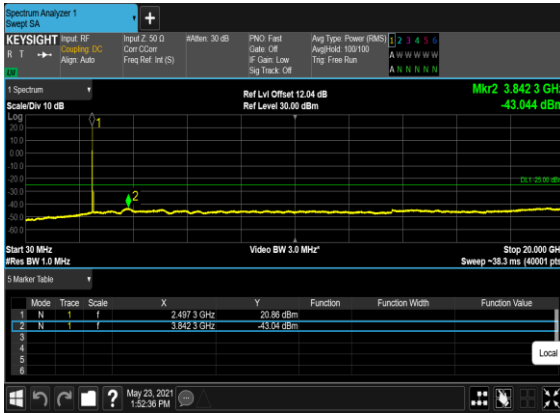 Spectrum Analyzer 1
Swept SA
+
KEYSIGHT Input: RF Input Z: 50 Ω #Atten: 30 dB PNO: Fast Avg Type: Power (RMS) 1 2 3 4 5 6
R T Coupling: DC Corr CCorr Gate: Off Avg|Hold: 100/100 A W W W W W
Align: Auto Freq Ref: Int (S) IF Gain: Low Trig: Free Run
Sig Track: Off A N N N N N
1 Spectrum
Scale/Div 10 dB
Ref Lvl Offset 12.04 dB
Ref Level 30.00 dBm
Mkr2 3.842 3 GHz
-43.044 dBm
Log
20.0
10.0
0.00
-10.0
-20.0
-30.0
-40.0
-50.0
-60.0
1
2
DL1 -25.00 dBm
Start 30 MHz Video BW 3.0 MHz* Stop 20.000 GHz
#Res BW 1.0 MHz Sweep ~38.3 ms (40001 pts)
5 Marker Table
Mode Trace Scale X Y Function Function Width Function Value
1 N 1 f 2.497 3 GHz 20.86 dBm
2 N 1 f 3.842 3 GHz -43.04 dBm
3
4
5
6
Local
? May 23, 2021
1:52:36 PM